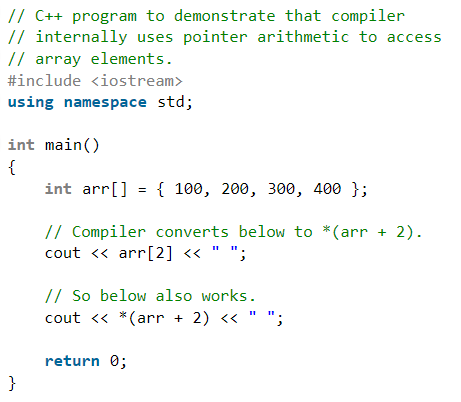 // C++ program to demonstrate that compiler
// internally uses pointer arithmetic to access
// array elements.
#include <iostream>
using namespace std;

int main()
{
    int arr[] = { 100, 200, 300, 400 };

    // Compiler converts below to *(arr + 2).
    cout << arr[2] << " ";

    // So below also works.
    cout << *(arr + 2) << " ";

    return 0;
}